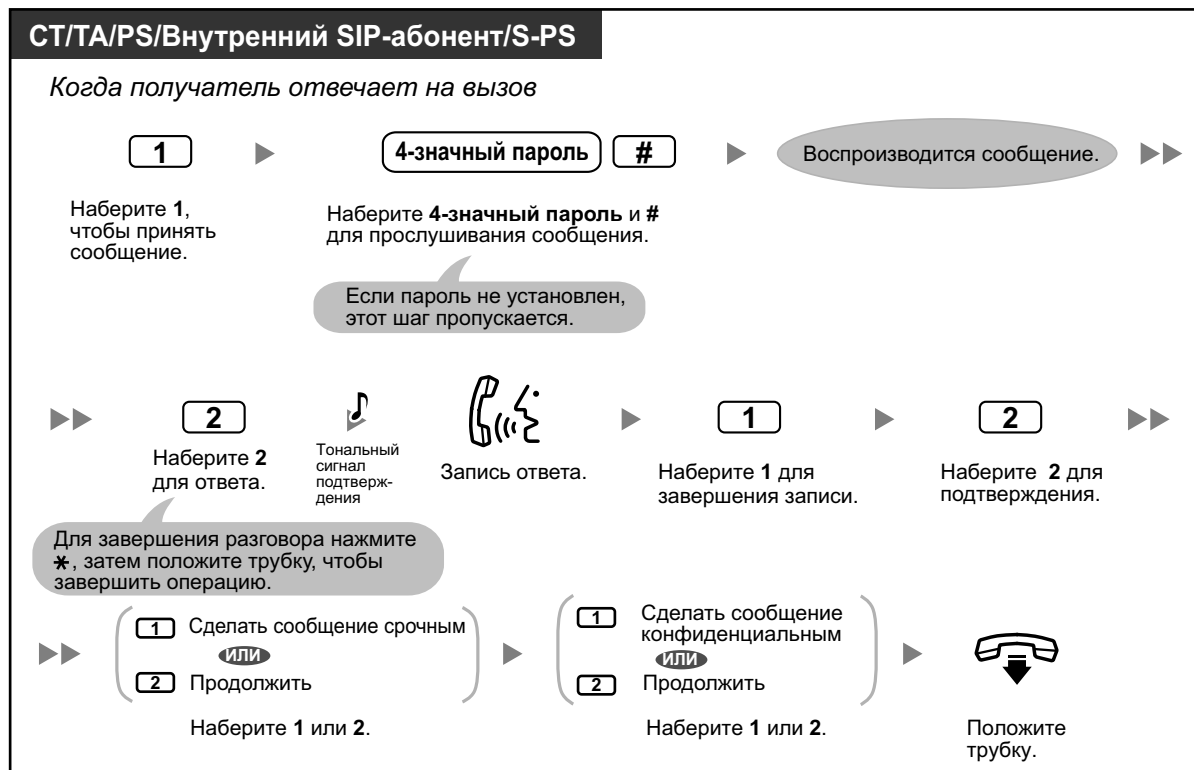 СТ/ТА/PS/Внутренний SIP-абонент/S-PS
Когда получатель отвечает на вызов
1
4-значный пароль #
Воспроизводится сообщение.
Наберите 1,
чтобы принять
сообщение.
Наберите 4-значный пароль и #
для прослушивания сообщения.
Если пароль не установлен,
этот шаг пропускается.
2
Наберите 2
для ответа.
Тональный
сигнал
подтверж-
дения
Запись ответа.
1
Наберите 1 для
завершения записи.
2
Наберите 2 для
подтверждения.
Для завершения разговора нажмите
*, затем положите трубку, чтобы
завершить операцию.
1 Сделать сообщение срочным
ИЛИ
2 Продолжить
Наберите 1 или 2.
1 Сделать сообщение
конфиденциальным
ИЛИ
2 Продолжить
Наберите 1 или 2.
Положите
трубку.